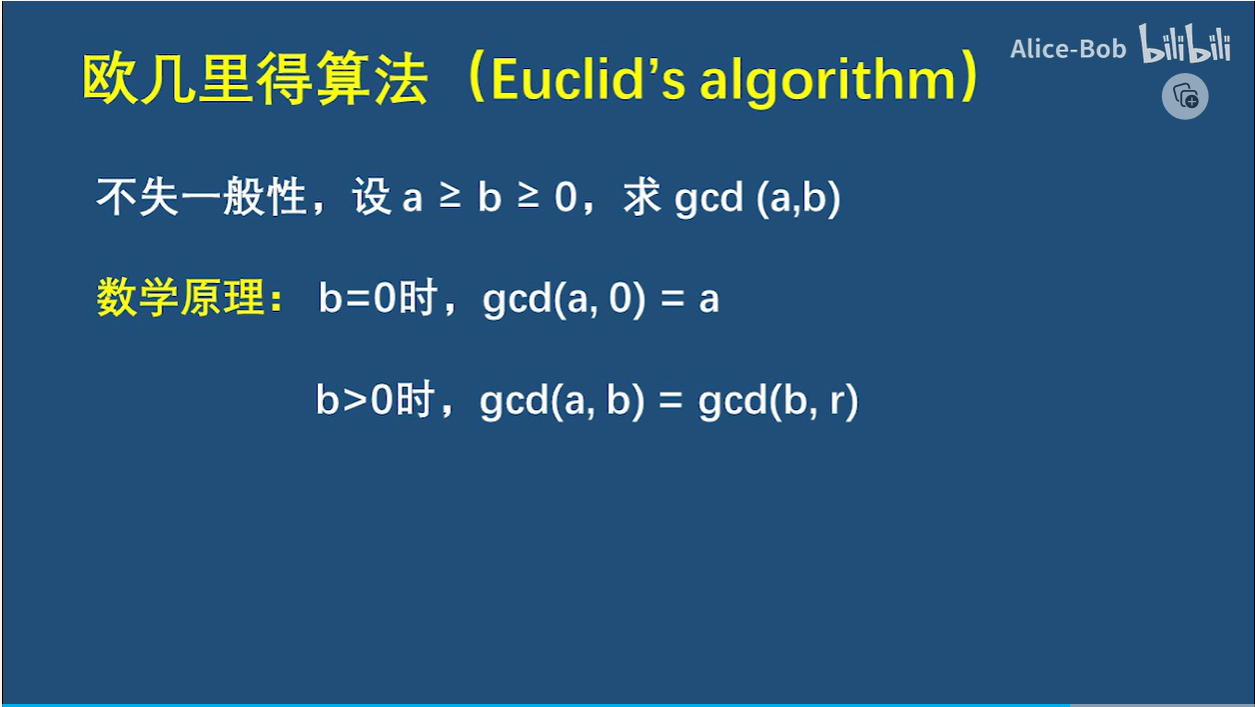 Alice-Bob bilibili
欧几里得算法（Euclid’s algorithm）
不失一般性，设 a ≥ b ≥ 0，求 gcd (a,b)
数学原理： b=0时，gcd(a, 0) = a
b>0时，gcd(a, b) = gcd(b, r)